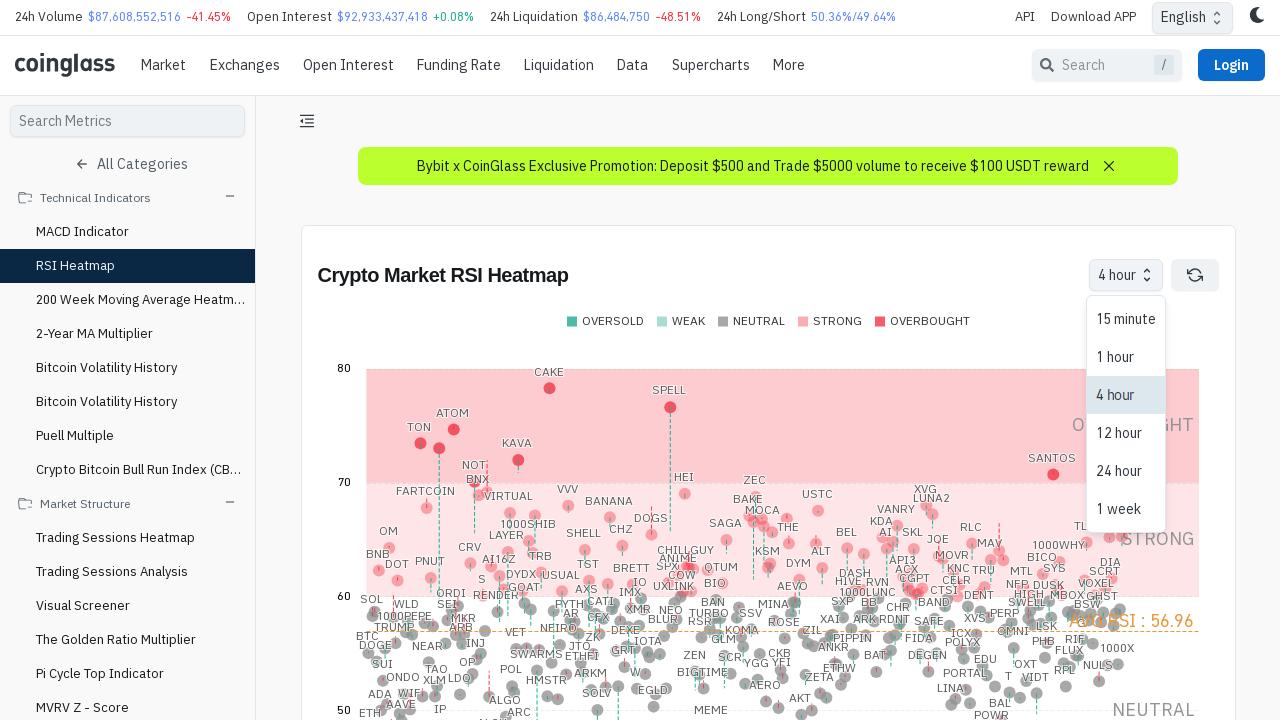 24h Volume $87,608,552,516 -41.45% Open Interest $92,933,437,418 +0.08% 24h Liquidation $86,484,750 -48.51% 24h Long/Short 50.36%/49.64% API Download APP English
coinglass Market Exchanges Open Interest Funding Rate Liquidation Data Supercharts More Search / Login
Search Metrics
All Categories
Technical Indicators
MACD Indicator
RSI Heatmap
200 Week Moving Average Heatm...
2-Year MA Multiplier
Bitcoin Volatility History
Bitcoin Volatility History
Puell Multiple
Crypto Bitcoin Bull Run Index (CB...
Market Structure
Trading Sessions Heatmap
Trading Sessions Analysis
Visual Screener
The Golden Ratio Multiplier
Pi Cycle Top Indicator
MVRV Z - Score
Bybit x CoinGlass Exclusive Promotion: Deposit $500 and Trade $5000 volume to receive $100 USDT reward
Crypto Market RSI Heatmap
4 hour
15 minute
1 hour
4 hour
12 hour
24 hour
1 week
OVERSOLD WEAK NEUTRAL STRONG OVERBOUGHT
80
CAKE
SPELL
ATOM
TON
KAVA
SANTOS
NOT
BNX
HEI
ZEC
70
FARTCOIN
VIRTUAL
VVV
BANANA
BAKE
MOCA
USTC
XVG
LUNA2
VANRY
OM
1000SHIB
LAYER
SHELL
CHZ
DOGS
SAGA
THE
BEL
KDA
AI
SKL
JOE
RLC
MAY
1000WHY
STRONG
BNB
DOT
PNUT
CRV
AI16Z
TRB
TST
BRETT
CHILLGUY
ANIME
SPX
COW
QTUM
KSM
DYM
ALT
API3
MOVR
BICO
SYS
DIA
S
DYDX
GOAT
USUAL
AXS
IO
UXLINK
BIO
AEVO
DASH
HIVE
RVN
ACX
CGPT
KNC
CELR
TRU
MTL
NFP
DUSK
VOXEL
SCRT
60
SOL
WLD
ORDI
SEI
RENDER
PYTH
CATI
IMX
XMR
NEO
BAN
TURBO
SSV
MINA
SXP
1000LUNC
BB
CHR
BAND
CTSI
DENT
HIGH
MBOX
GHST
BSW
1000PEPE
TRUMP
MKR
ARB
AR
CFX
BLUR
RSR
ROSE
XAI
ARK
RDNT
SAFE
XVS
PERP
SWELL
AVG RSI : 56.96
BTC
DOGE
NEAR
INJ
VET
NEIRO
ZK
DEXE
IOTA
GLM
KOMA
ZIL
PIPPIN
FIDA
ICX
POLYX
OMNI
LSK
PHB
RIF
SUI
TAO
OP
SWARMS
JTO
ETHFI
GRT
ZEN
SCR
YGG
YFI
CKB
ANKR
BAT
DEGEN
EDU
OXT
FLUX
1000X
ONDO
XLM
LDO
POL
HMSTR
ARKM
W
BIGTIME
AERO
ZETA
ETHW
PORTAL
T
VIDT
RPL
NULS
ADA
WIFI
AAVE
ALGO
SOLV
EGLD
AKT
LINA
BAL
50
ETH
IP
ARC
MEME
POWR
NEUTRAL